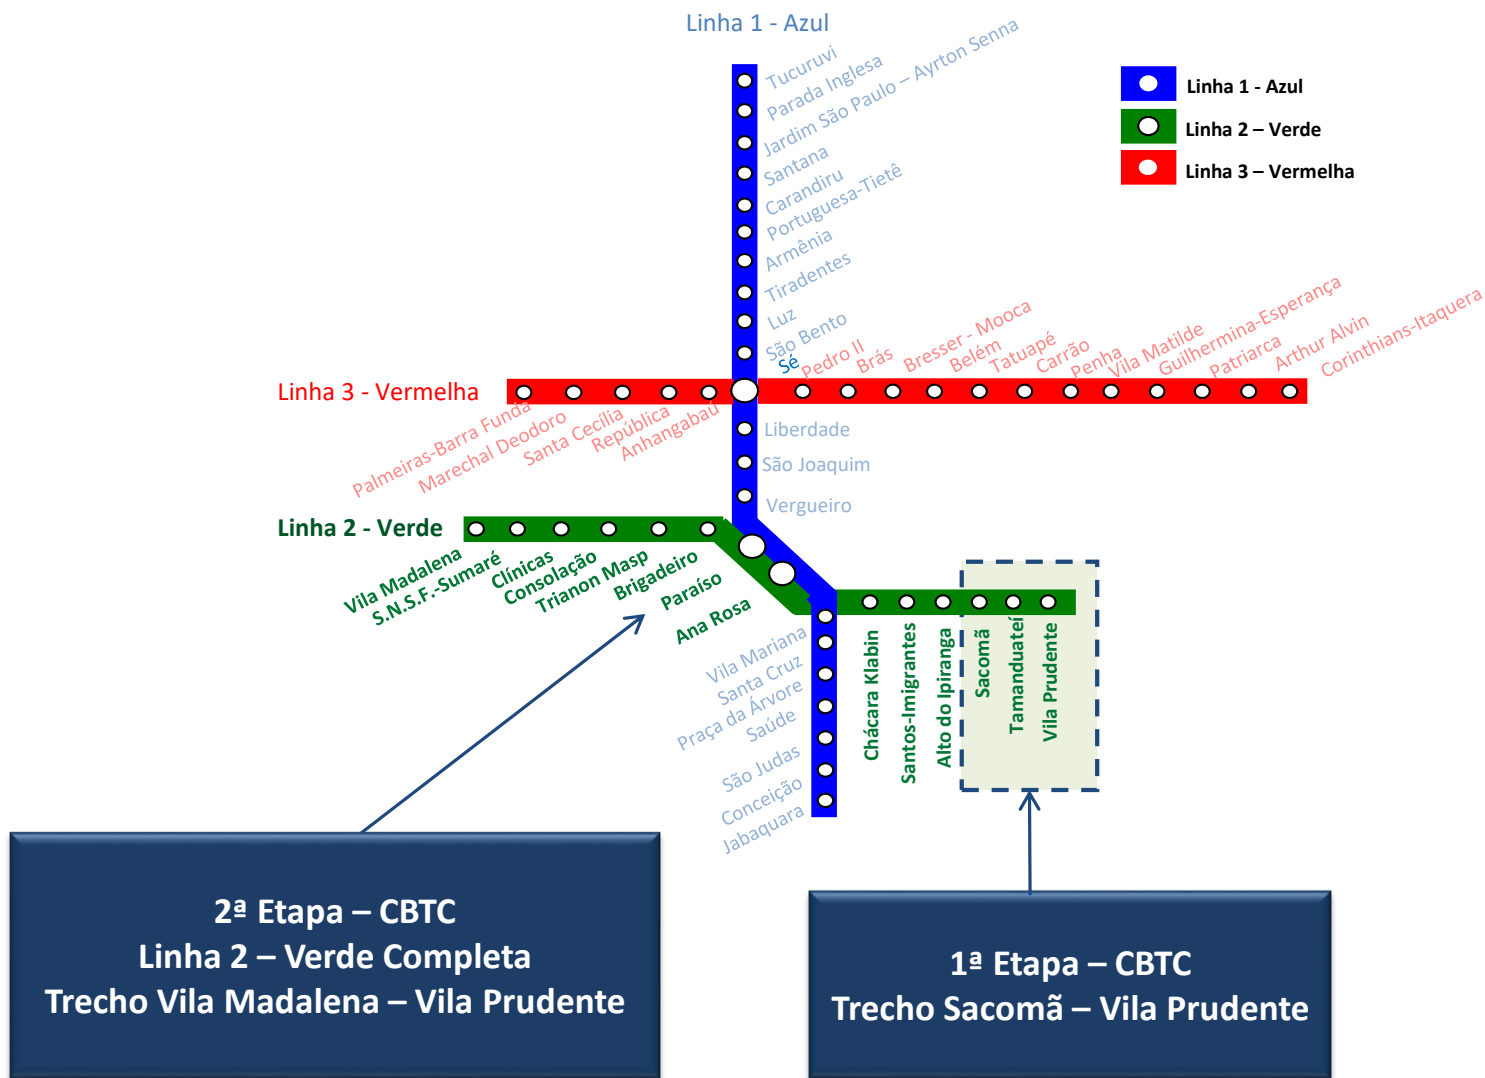 Linha 1 - Azul
Tucuruvi
Parada Inglesa
Jardim São Paulo – Ayrton Senna
Santana
Carandiru
Portuguesa-Tietê
Armênia
Tiradentes
Luz
São Bento
Sé
Linha 1 - Azul
Linha 2 – Verde
Linha 3 – Vermelha
Linha 3 - Vermelha
Palmeiras-Barra Funda
Marechal Deodoro
Santa Cecília
República
Anhangabaú
Pedro II
Brás
Bresser - Mooca
Belém
Tatuapé
Carrão
Penha
Vila Matilde
Guilhermina-Esperança
Patriarca
Arthur Alvin
Corinthians-Itaquera
Liberdade
São Joaquim
Vergueiro
Linha 2 - Verde
Vila Madalena
S.N.S.F.-Sumaré
Clínicas
Consolação
Trianon Masp
Brigadeiro
Paraíso
Ana Rosa
Vila Mariana
Santa Cruz
Praça da Árvore
Saúde
São Judas
Conceição
Jabaquara
Chácara Klabin
Santos-Imigrantes
Alto do Ipiranga
Sacomã
Tamanduateí
Vila Prudente
2ª Etapa – CBTC
Linha 2 – Verde Completa
Trecho Vila Madalena – Vila Prudente
1ª Etapa – CBTC
Trecho Sacomã – Vila Prudente